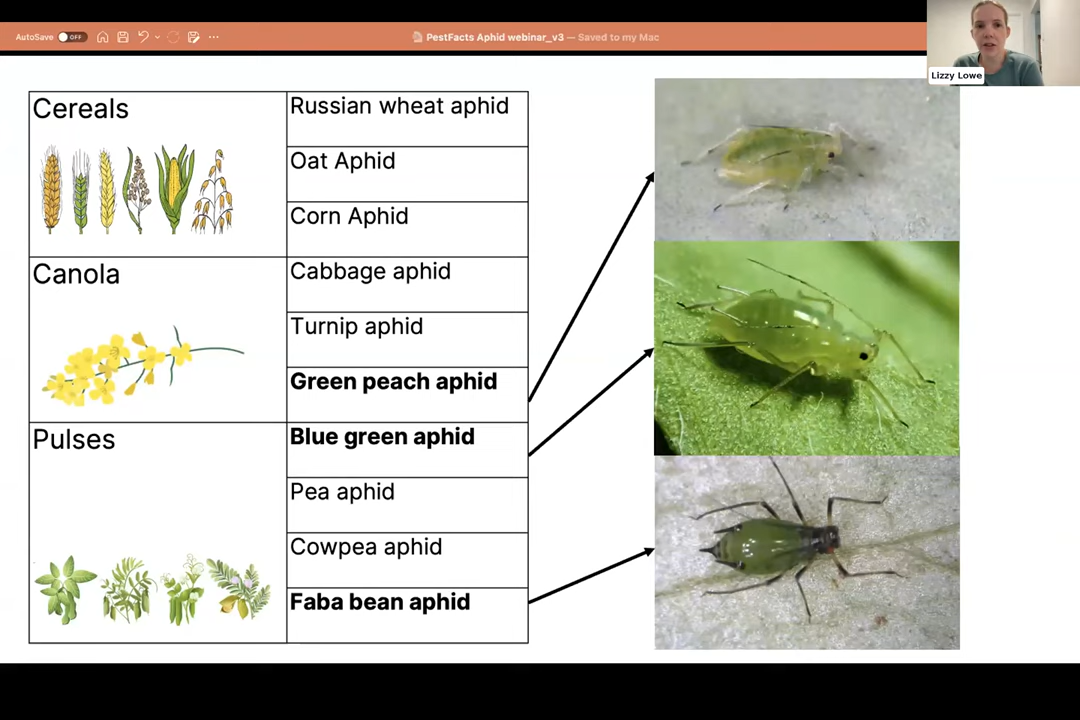 AutoSave OFF
PestFacts Aphid webinar_v3 — Saved to my Mac
Lizzy Lowe
Cereals
Russian wheat aphid
Oat Aphid
Corn Aphid
Canola
Cabbage aphid
Turnip aphid
Green peach aphid
Pulses
Blue green aphid
Pea aphid
Cowpea aphid
Faba bean aphid